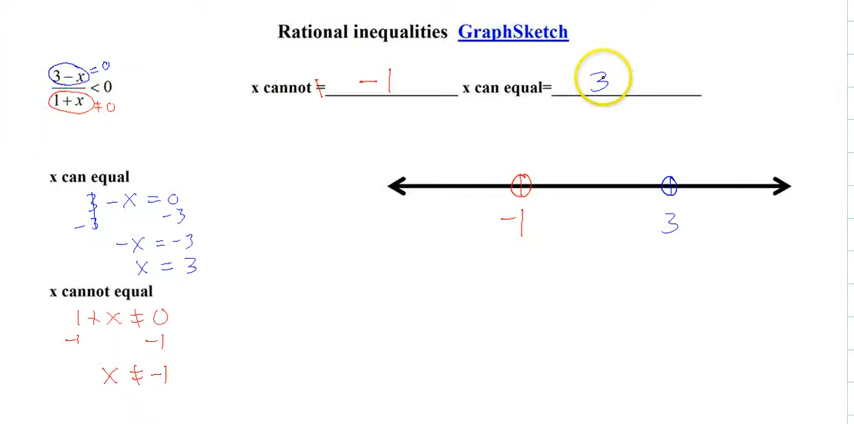 Rational inequalities GraphSketch
3 − x = 0
1 + x ≠ 0
< 0
x cannot = -1 x can equal= 3
x can equal
3 - x = 0
-3 -3
-x = -3
x = 3
-1 3
x cannot equal
1 + x ≠ 0
-1 -1
x ≠ -1